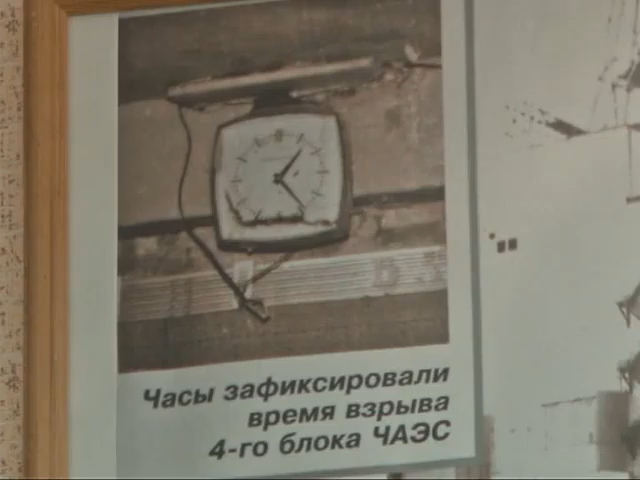 Часы зафиксировали
время взрыва
4-го блока ЧАЭС